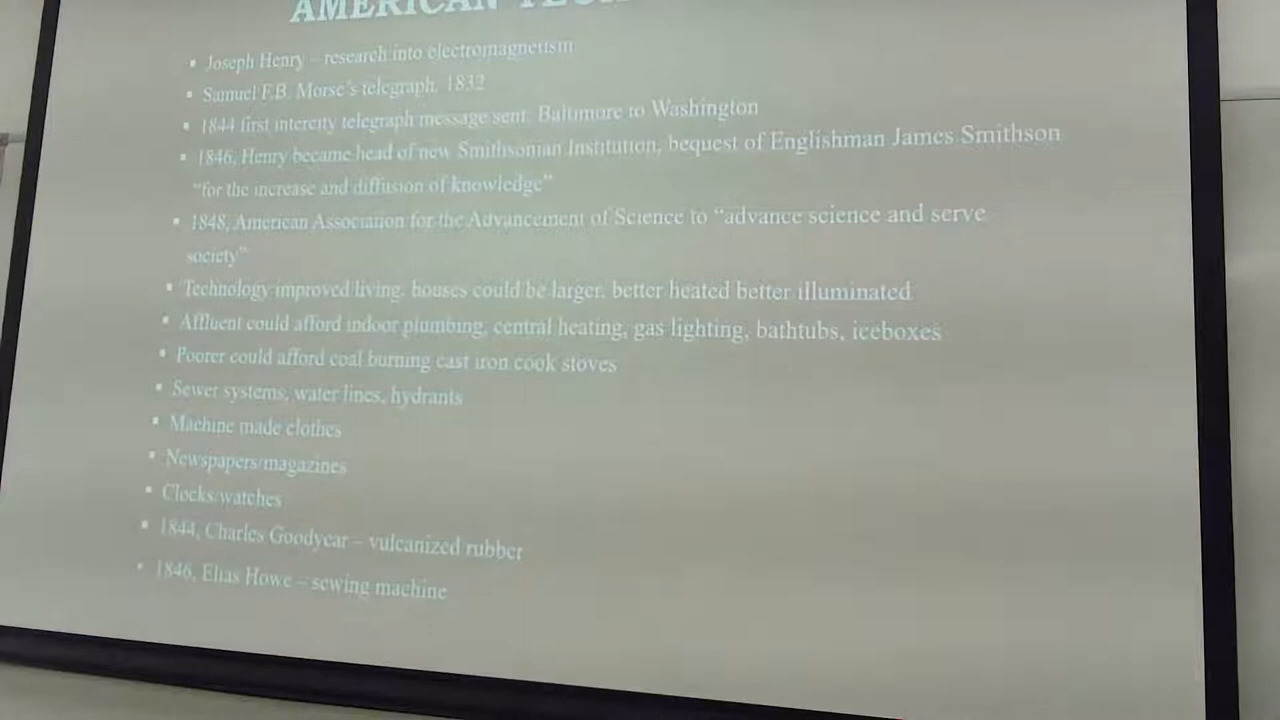 AMERICAN
▪ Joseph Henry – research into electromagnetism
▪ Samuel F.B. Morse's telegraph, 1832
▪ 1844 first intercity telegraph message sent: Baltimore to Washington
▪ 1846, Henry became head of new Smithsonian Institution, bequest of Englishman James Smithson
"for the increase and diffusion of knowledge"
▪ 1848, American Association for the Advancement of Science to "advance science and serve
society"
▪ Technology improved living, houses could be larger, better heated better illuminated
▪ Affluent could afford indoor plumbing, central heating, gas lighting, bathtubs, iceboxes
▪ Poorer could afford coal burning cast iron cook stoves
▪ Sewer systems, water lines, hydrants
▪ Machine made clothes
▪ Newspapers/magazines
▪ Clocks/watches
▪ 1844, Charles Goodyear – vulcanized rubber
▪ 1846, Elias Howe – sewing machine